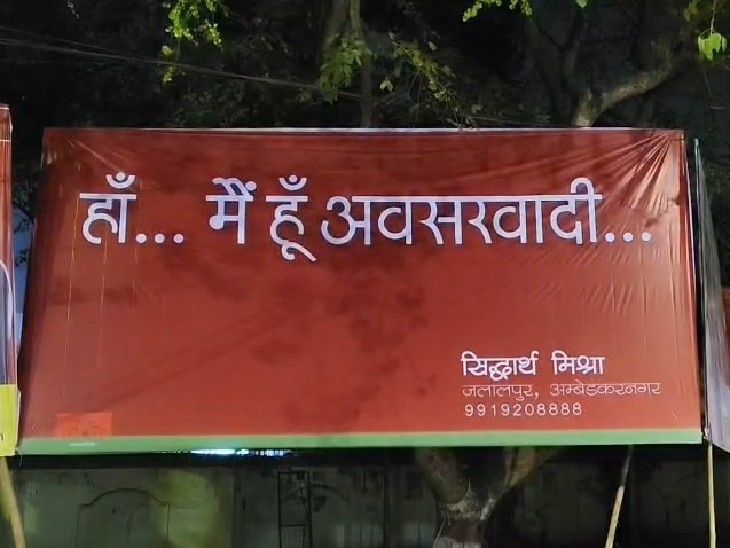 हाँ... मैं हूँ अवसरवादी...
सिद्धार्थ मिश्रा
जलालपुर, अम्बेडकरनगर
9919208888